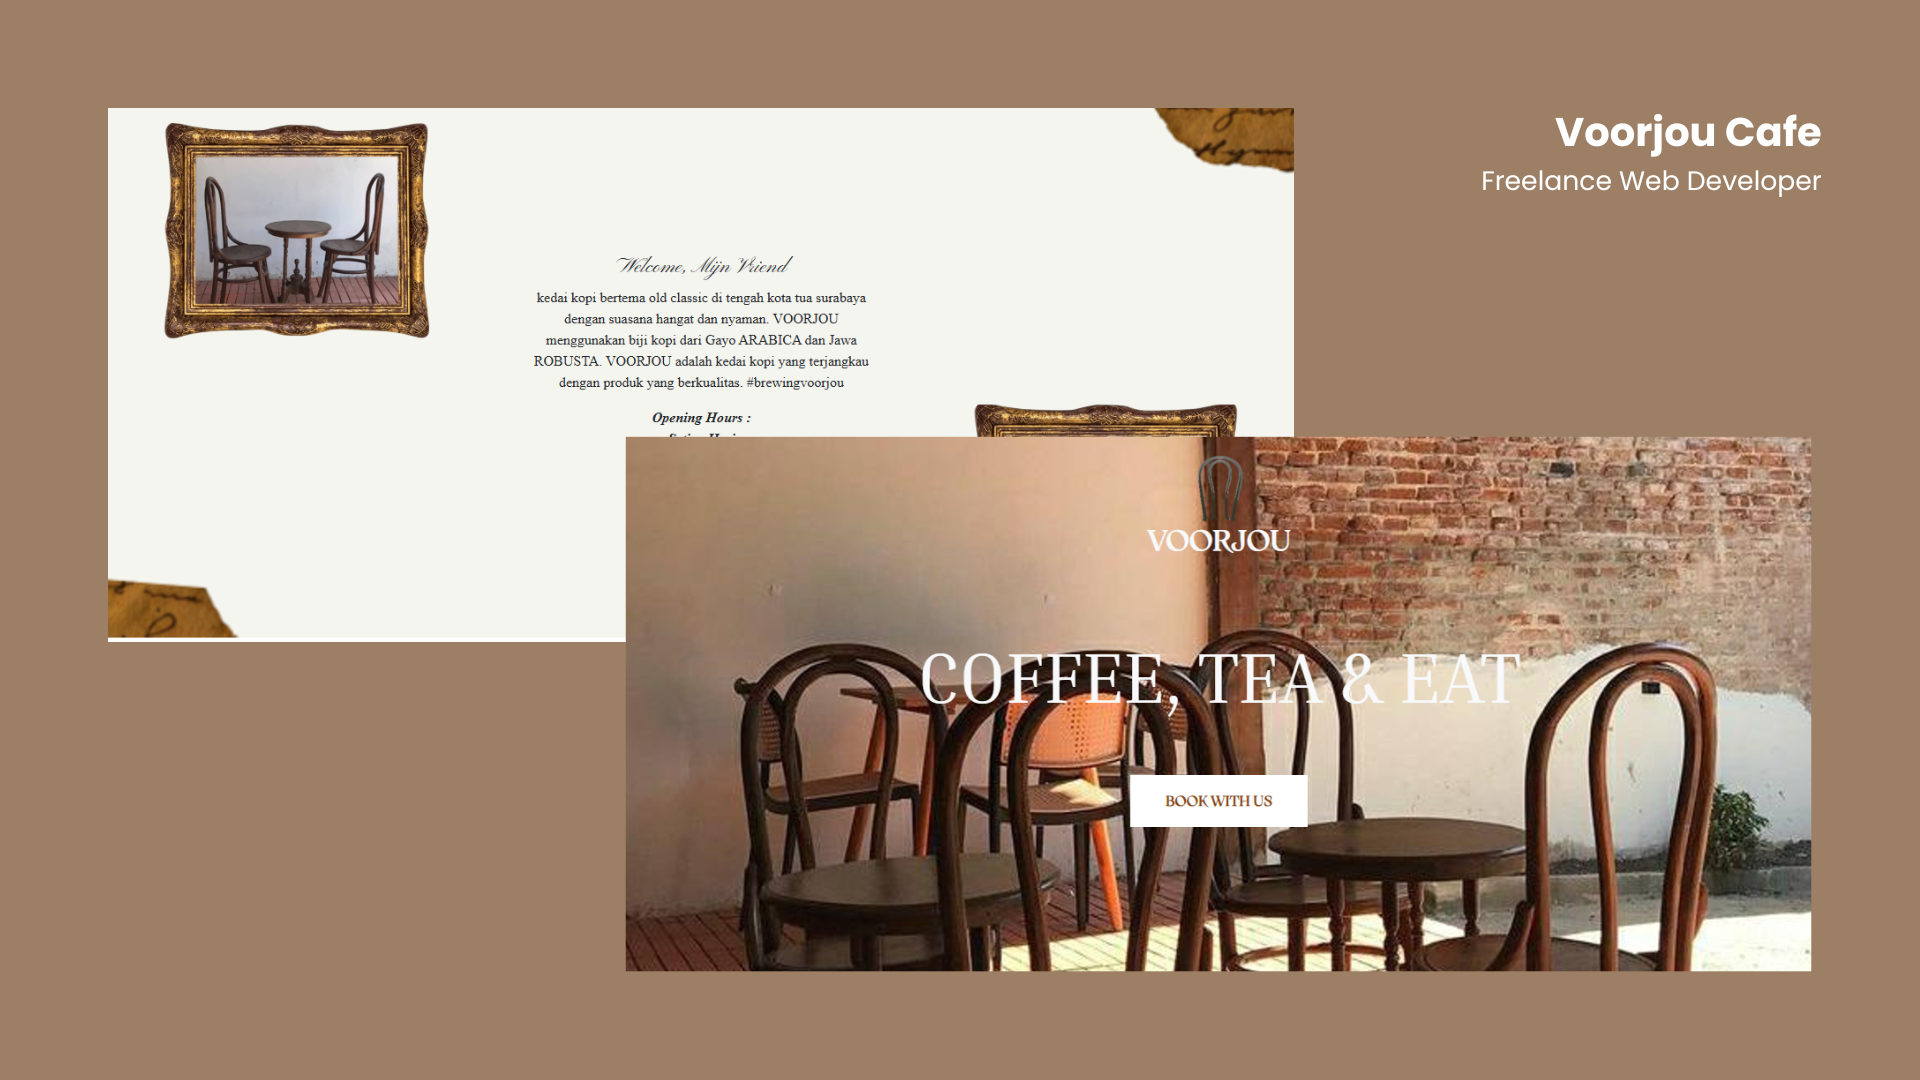 Voorjou Cafe
Freelance Web Developer
Welcome, Mijn Vriend
kedai kopi bertema old classic di tengah kota tua surabaya
dengan suasana hangat dan nyaman. VOORJOU
menggunakan biji kopi dari Gayo ARABICA dan Jawa
ROBUSTA. VOORJOU adalah kedai kopi yang terjangkau
dengan produk yang berkualitas. #brewingvoorjou
Opening Hours :
VOORJOU
COFFEE, TEA & EAT
BOOK WITH US